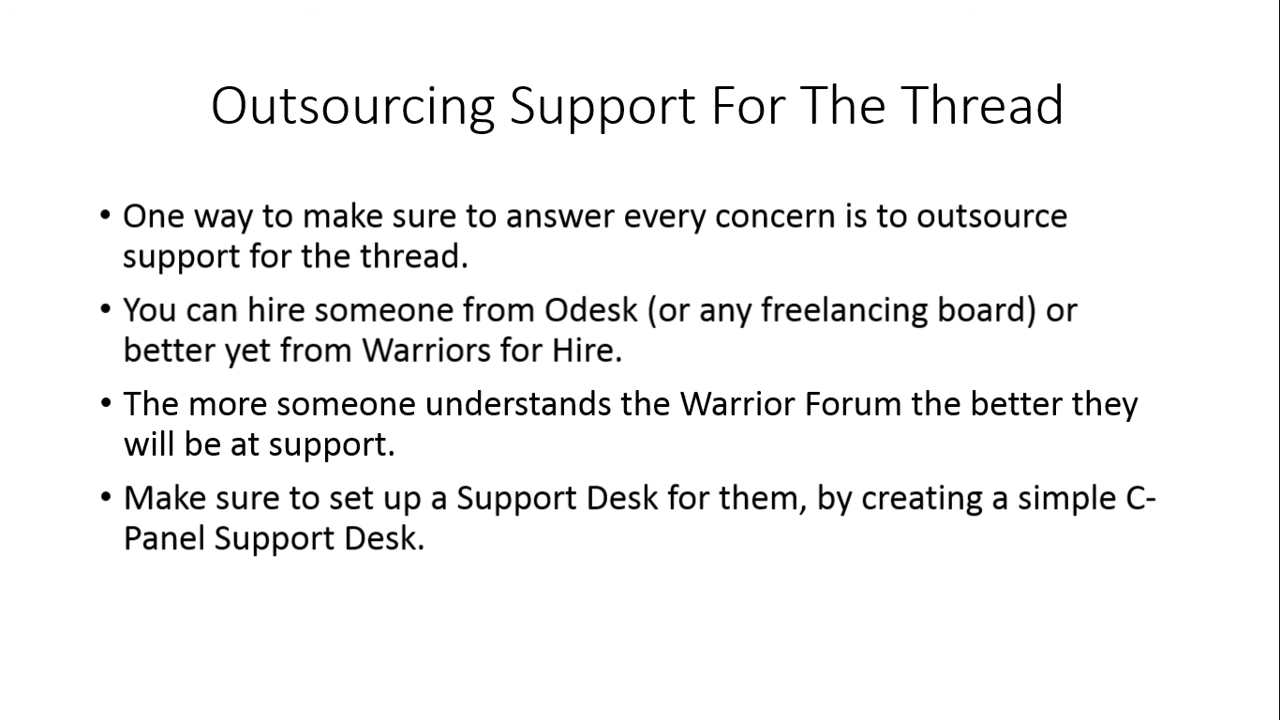 Outsourcing Support For The Thread
• One way to make sure to answer every concern is to outsource
support for the thread.
• You can hire someone from Odesk (or any freelancing board) or
better yet from Warriors for Hire.
• The more someone understands the Warrior Forum the better they
will be at support.
• Make sure to set up a Support Desk for them, by creating a simple C-
Panel Support Desk.